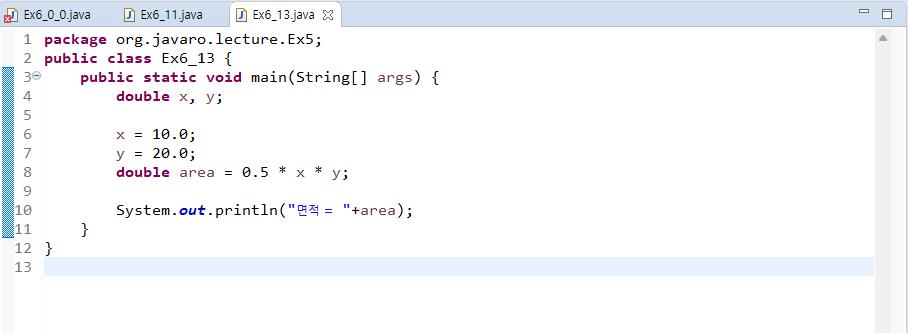 Ex6_0_0.java Ex6_11.java Ex6_13.java
1 package org.javaro.lecture.Ex5;
2 public class Ex6_13 {
3 public static void main(String[] args) {
4 double x, y;
5
6 x = 10.0;
7 y = 20.0;
8 double area = 0.5 * x * y;
9
10 System.out.println("면적 = "+area);
11 }
12 }
13